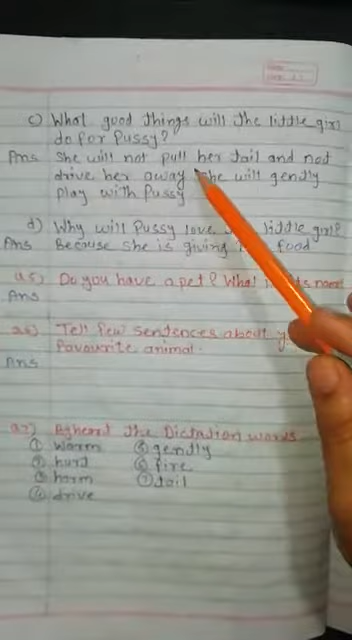 c) What good things will the little girl
do for Pussy?
Ans She will not pull her tail and not
drive her away she will gently
play with Pussy
d) Why will Pussy love little girl?
Ans Because she is giving food
Q5) Do you have a pet? What its name
Ans
Q6) Tell few sentences about y
favourite animal.
Ans
Q7) the Dictation words
① warm ⑤ gently
② hurt ⑥ fire
③ harm ⑦ tail
④ drive